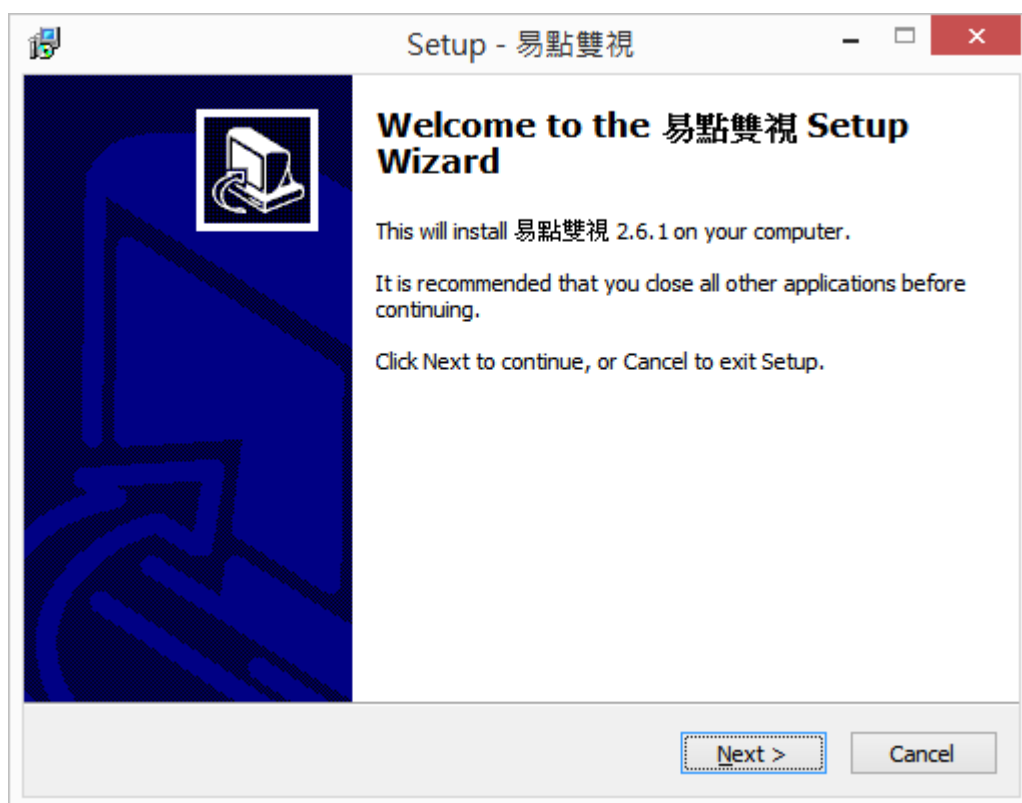 Setup - 易點雙視
Welcome to the 易點雙視 Setup
Wizard
This will install 易點雙視 2.6.1 on your computer.
It is recommended that you close all other applications before
continuing.
Click Next to continue, or Cancel to exit Setup.
Next >
Cancel